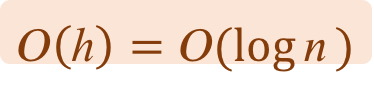 O(h) = O(log n)